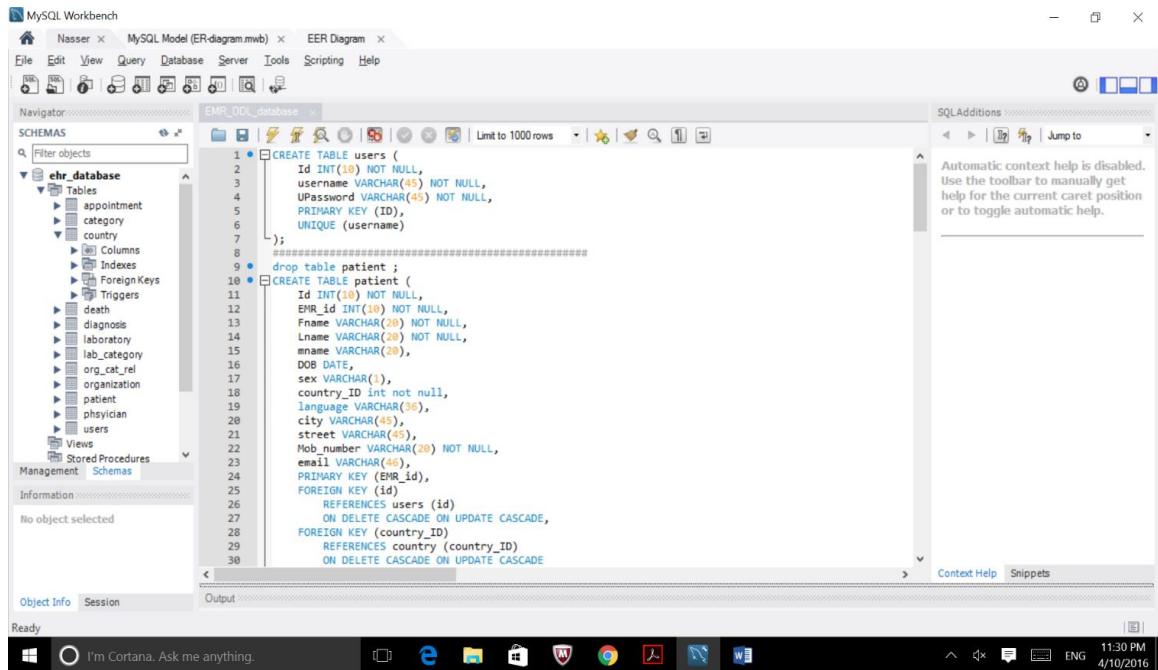 MySQL Workbench
Nasser × MySQL Model (ER-diagram.mwb) × EER Diagram ×
File Edit View Query Database Server Tools Scripting Help
Navigator
SCHEMAS
Filter objects
ehr_database
Tables
appointment
category
country
Columns
Indexes
Foreign Keys
Triggers
death
diagnosis
laboratory
lab_category
org_cat_rel
organization
patient
phsyician
users
Views
Stored Procedures
Management Schemas
Information
No object selected
Object Info Session
EMR_DDL_database ×
Limit to 1000 rows
1 CREATE TABLE users (
2 Id INT(10) NOT NULL,
3 username VARCHAR(45) NOT NULL,
4 UPassword VARCHAR(45) NOT NULL,
5 PRIMARY KEY (ID),
6 UNIQUE (username)
7 );
8 ##################################################
9 drop table patient ;
10 CREATE TABLE patient (
11 Id INT(10) NOT NULL,
12 EMR_id INT(10) NOT NULL,
13 Fname VARCHAR(20) NOT NULL,
14 Lname VARCHAR(20) NOT NULL,
15 mname VARCHAR(20),
16 DOB DATE,
17 sex VARCHAR(1),
18 country_ID int not null,
19 language VARCHAR(36),
20 city VARCHAR(45),
21 street VARCHAR(45),
22 Mob_number VARCHAR(20) NOT NULL,
23 email VARCHAR(46),
24 PRIMARY KEY (EMR_id),
25 FOREIGN KEY (id)
26 REFERENCES users (id)
27 ON DELETE CASCADE ON UPDATE CASCADE,
28 FOREIGN KEY (country_ID)
29 REFERENCES country (country_ID)
30 ON DELETE CASCADE ON UPDATE CASCADE
Output
SQLAdditions
Jump to
Automatic context help is disabled.
Use the toolbar to manually get
help for the current caret position
or to toggle automatic help.
Context Help Snippets
Ready
I'm Cortana. Ask me anything.
ENG
11:30 PM
4/10/2016